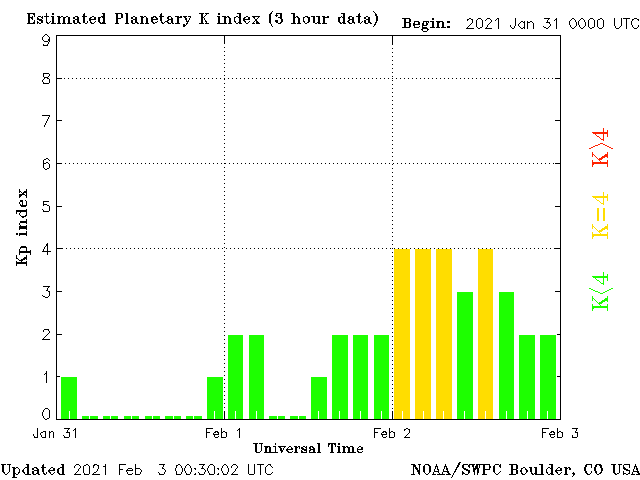 Estimated Planetary K index (3 hour data)
Begin: 2021 Jan 31 0000 UTC
9
8
7
6
5
4
3
2
1
0
Kp index
K>4
K=4
K<4
Jan 31
Feb 1
Feb 2
Feb 3
Universal Time
Updated 2021 Feb 3 00:30:02 UTC
NOAA/SWPC Boulder, CO USA